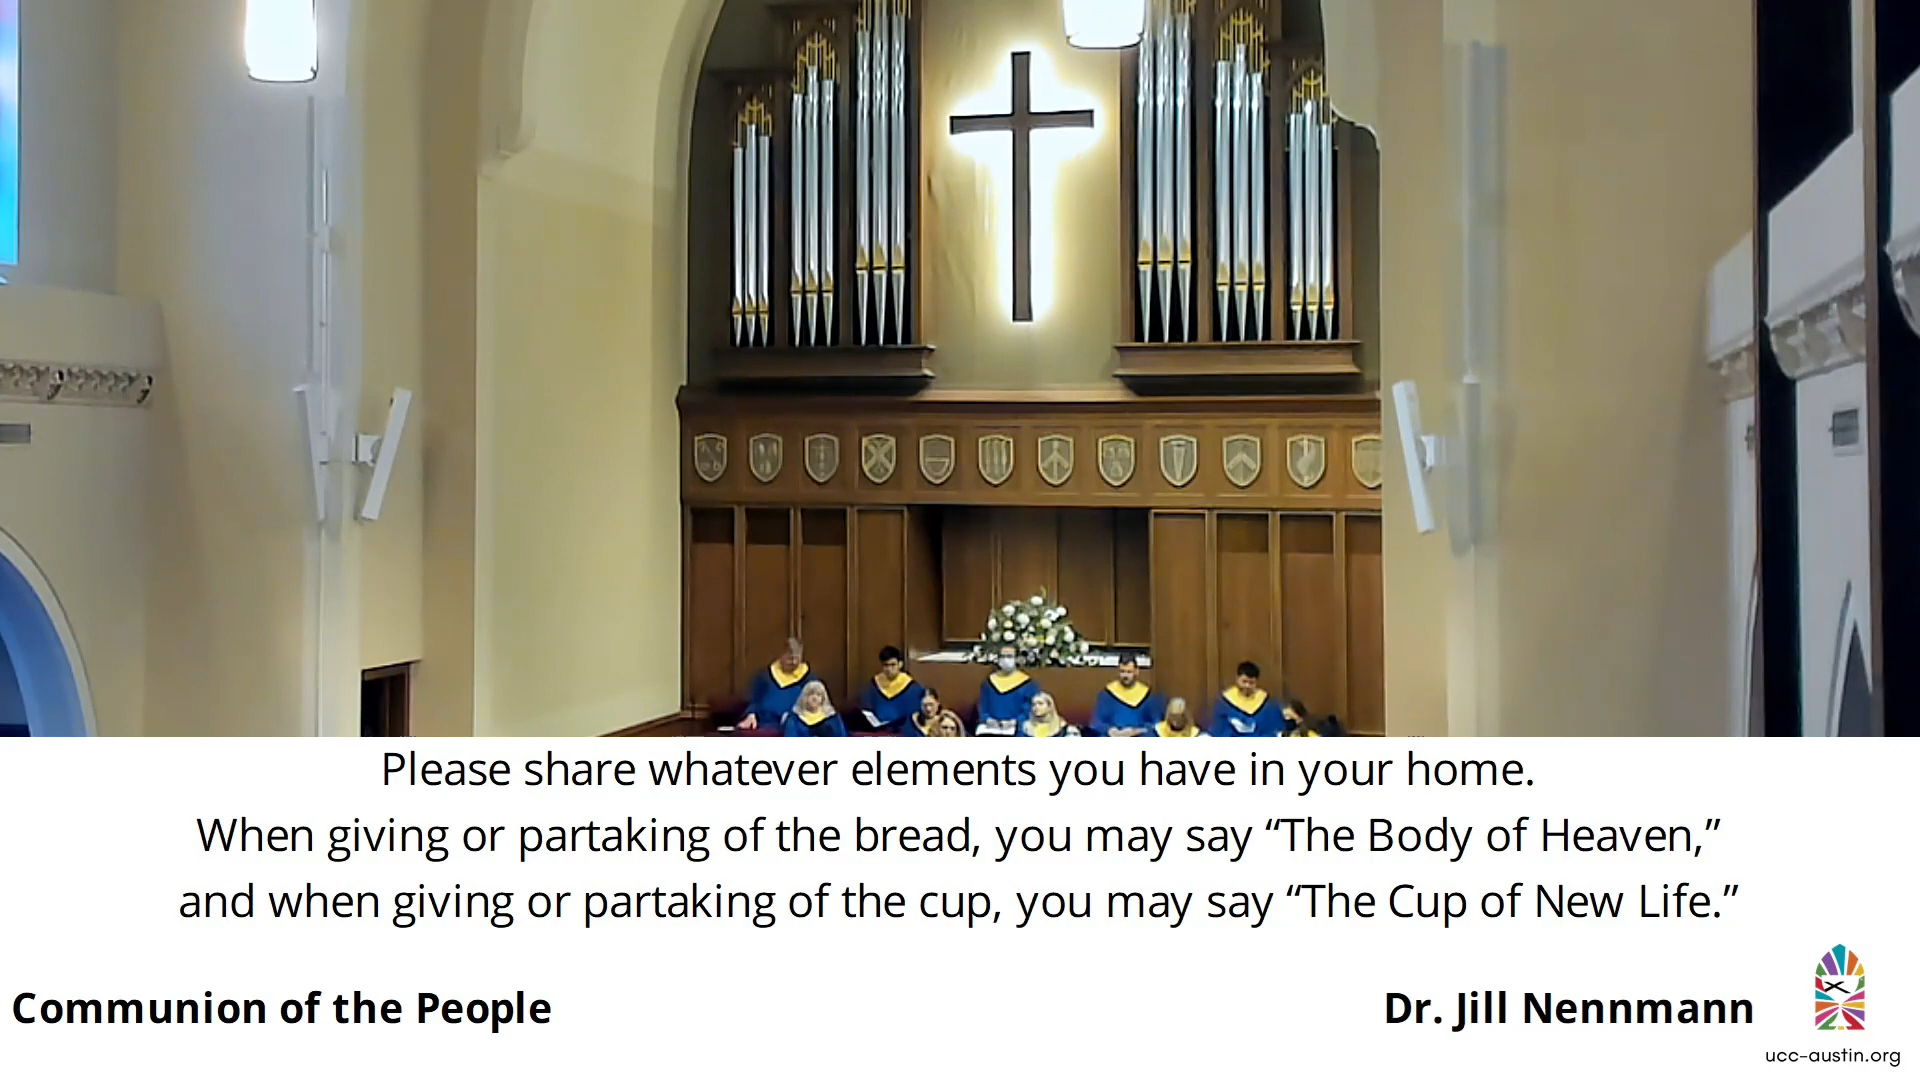 Please share whatever elements you have in your home.
When giving or partaking of the bread, you may say “The Body of Heaven,”
and when giving or partaking of the cup, you may say “The Cup of New Life.”
Communion of the People
Dr. Jill Nennmann
ucc-austin.org